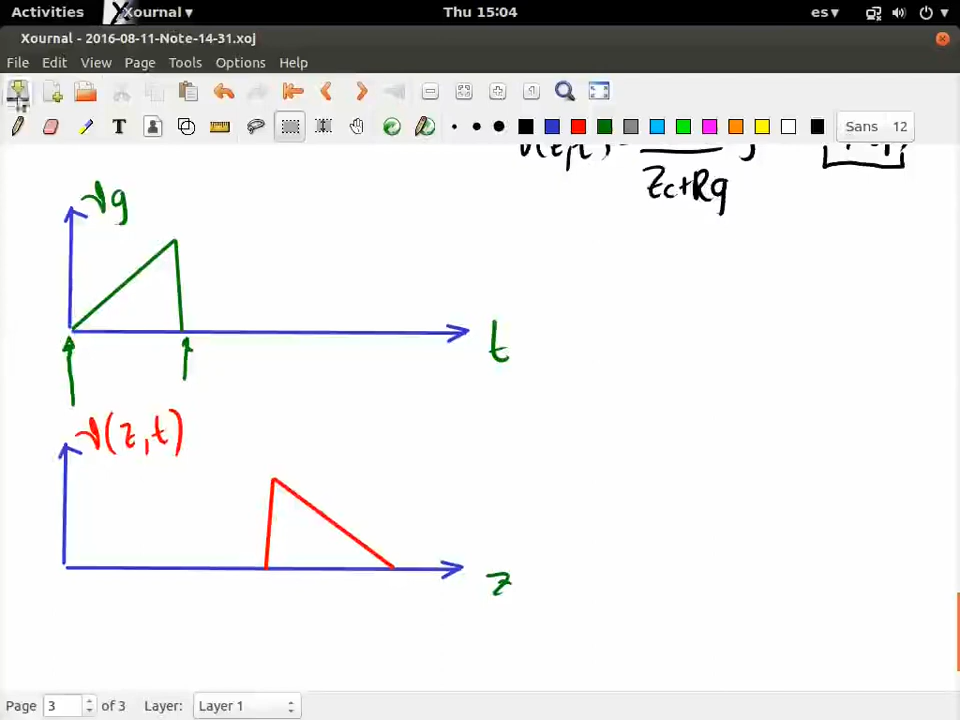 Activities
Xournal ▾
Thu 15:04
es ▾
Xournal - 2016-08-11-Note-14-31.xoj
File Edit View Page Tools Options Help
Sans 12
Zc+Rg
vg
t
v(z,t)
z
Page 3 of 3 Layer: Layer 1